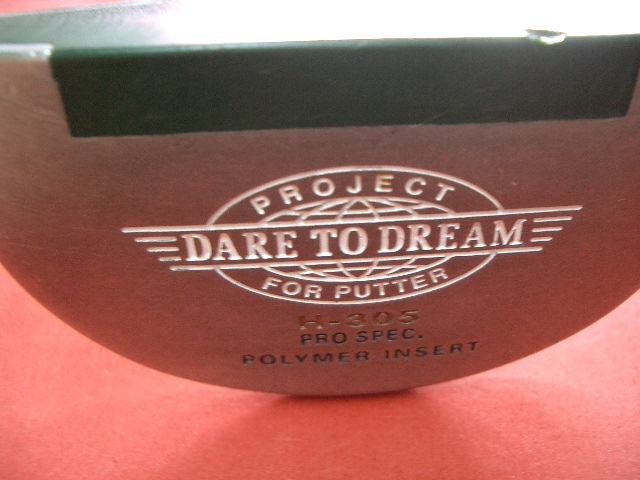 PROJECT
DARE TO DREAM
FOR PUTTER
H-305
PRO SPEC.
POLYMER INSERT